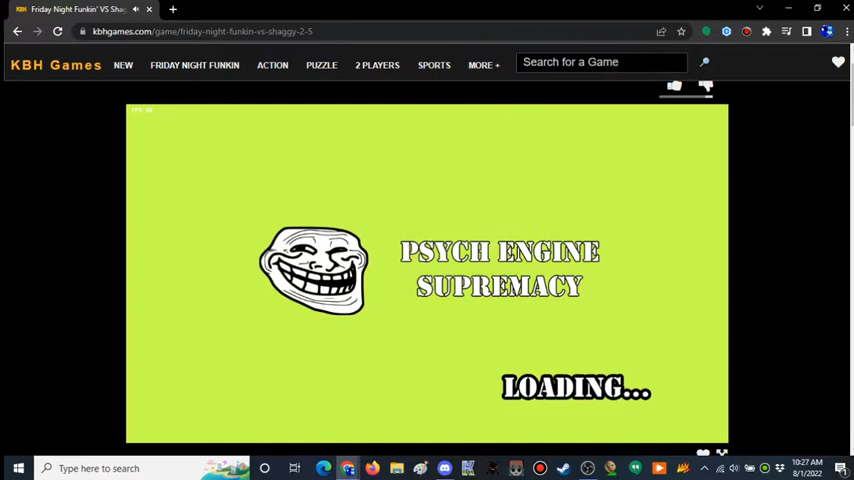 Friday Night Funkin' VS Shag
kbhgames.com/game/friday-night-funkin-vs-shaggy-2-5
KBH Games NEW FRIDAY NIGHT FUNKIN ACTION PUZZLE 2 PLAYERS SPORTS MORE + Search for a Game
PSYCH ENGINE
SUPREMACY
LOADING...
Type here to search
10:27 AM
8/1/2022